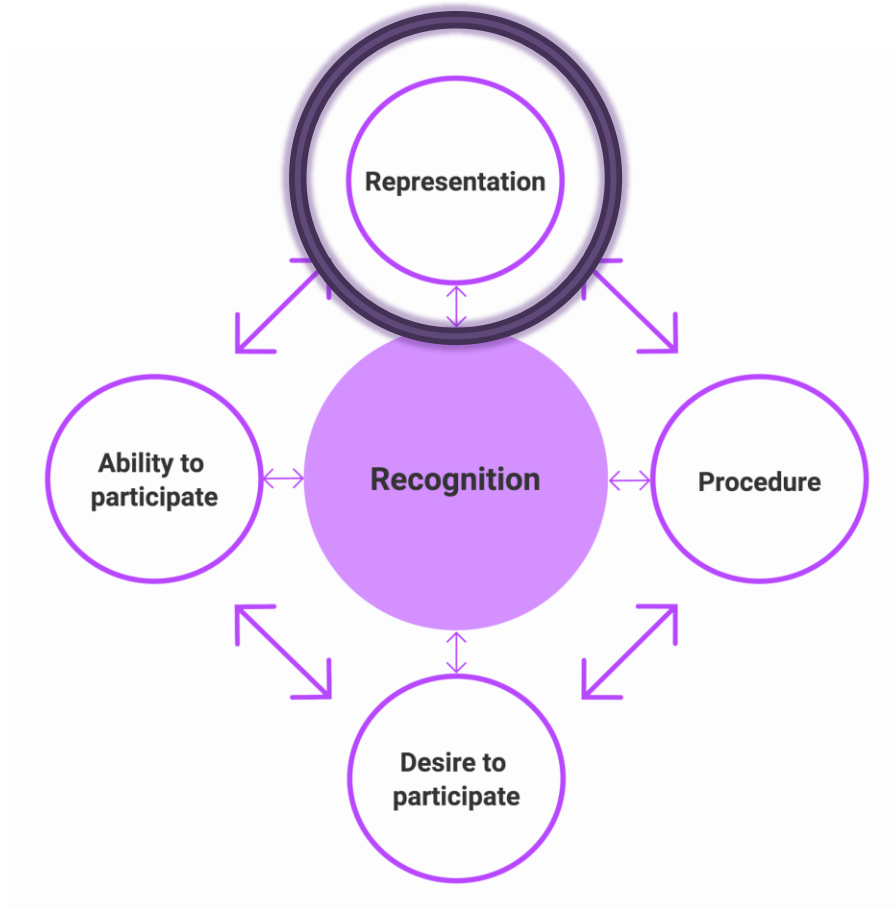 Representation
Ability to
participate
Recognition
Procedure
Desire to
participate